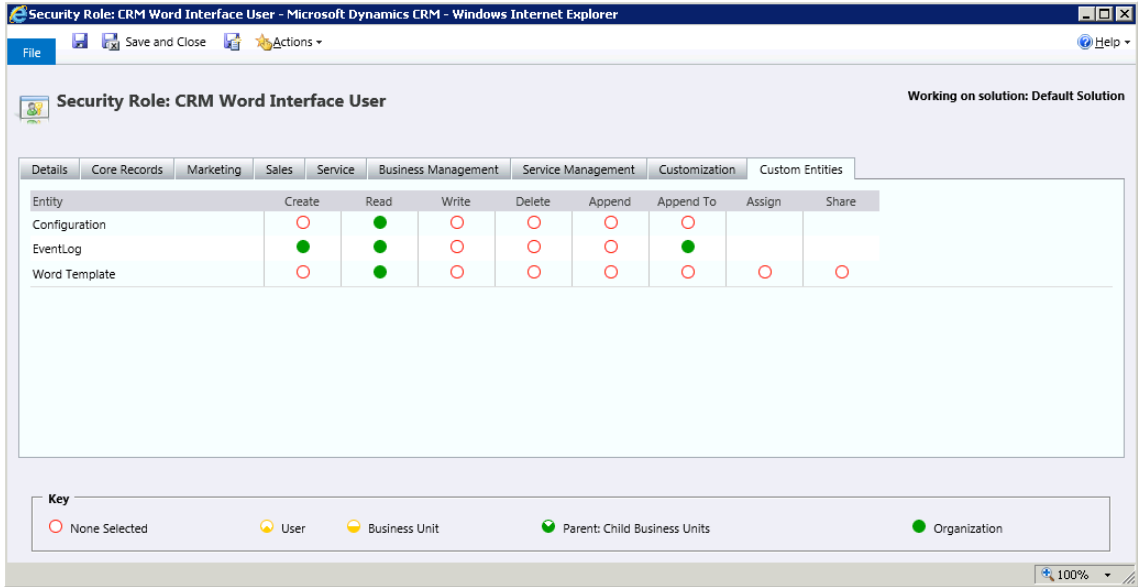 Security Role: CRM Word Interface User - Microsoft Dynamics CRM - Windows Internet Explorer
File Save and Close Actions Help
Security Role: CRM Word Interface User
Working on solution: Default Solution
Details Core Records Marketing Sales Service Business Management Service Management Customization Custom Entities
Entity Create Read Write Delete Append Append To Assign Share
Configuration
EventLog
Word Template
Key
None Selected User Business Unit Parent: Child Business Units Organization
100%